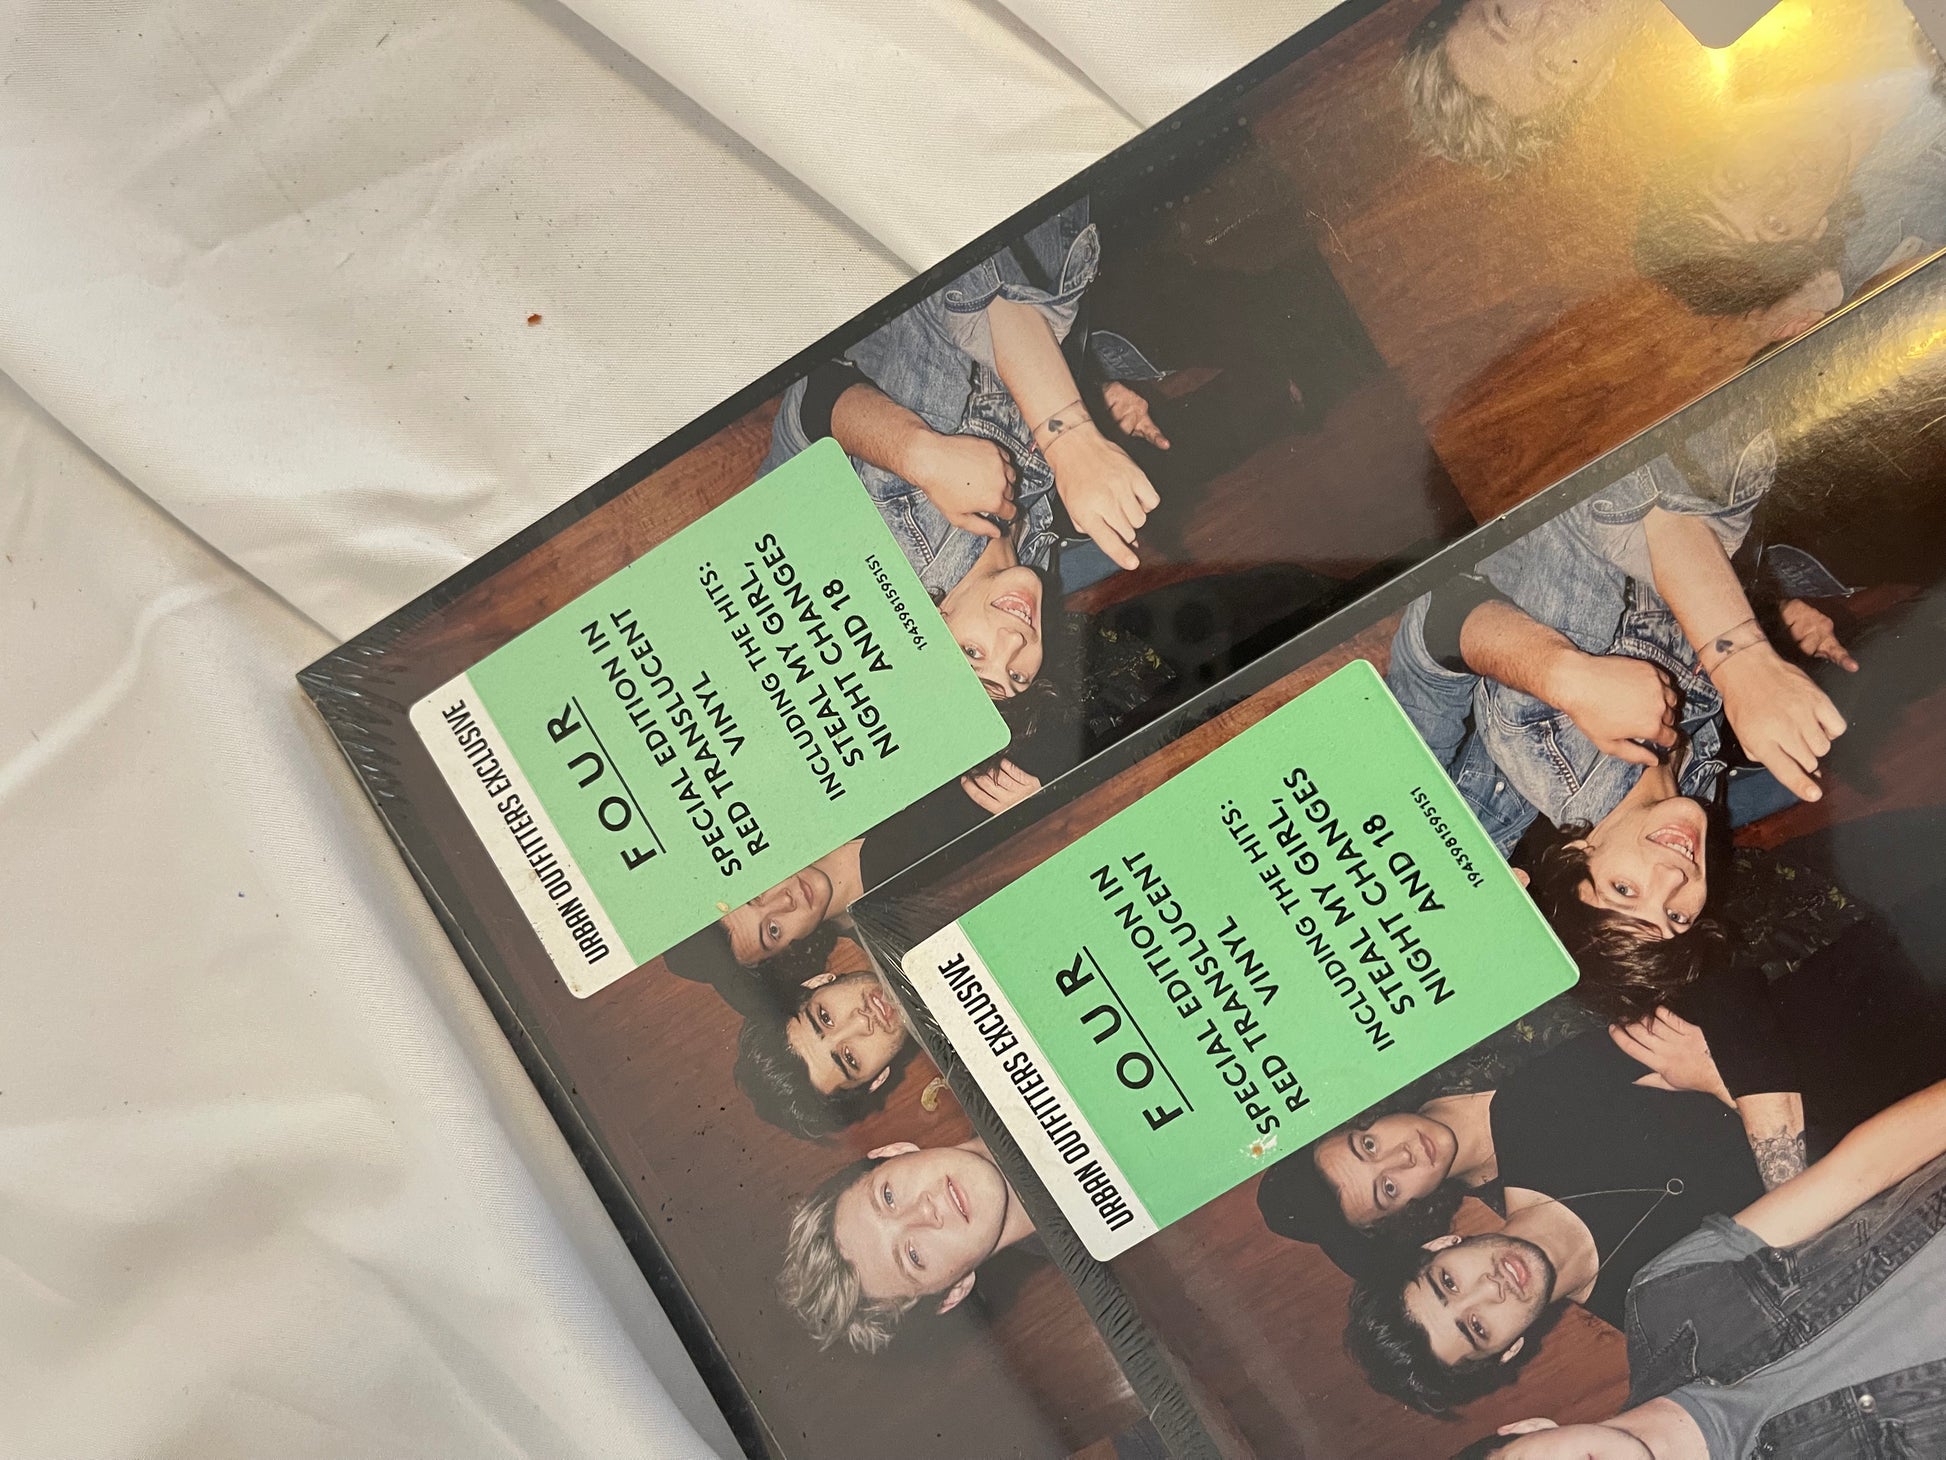 URBAN OUTFITTERS EXCLUSIVE
FOUR
SPECIAL EDITION IN
RED TRANSLUCENT
VINYL
INCLUDING THE HITS:
STEAL MY GIRL,
NIGHT CHANGES
AND 18
19439815951S1
URBAN OUTFITTERS EXCLUSIVE
FOUR
SPECIAL EDITION IN
RED TRANSLUCENT
VINYL
INCLUDING THE HITS:
STEAL MY GIRL,
NIGHT CHANGES
AND 18
19439815951S1